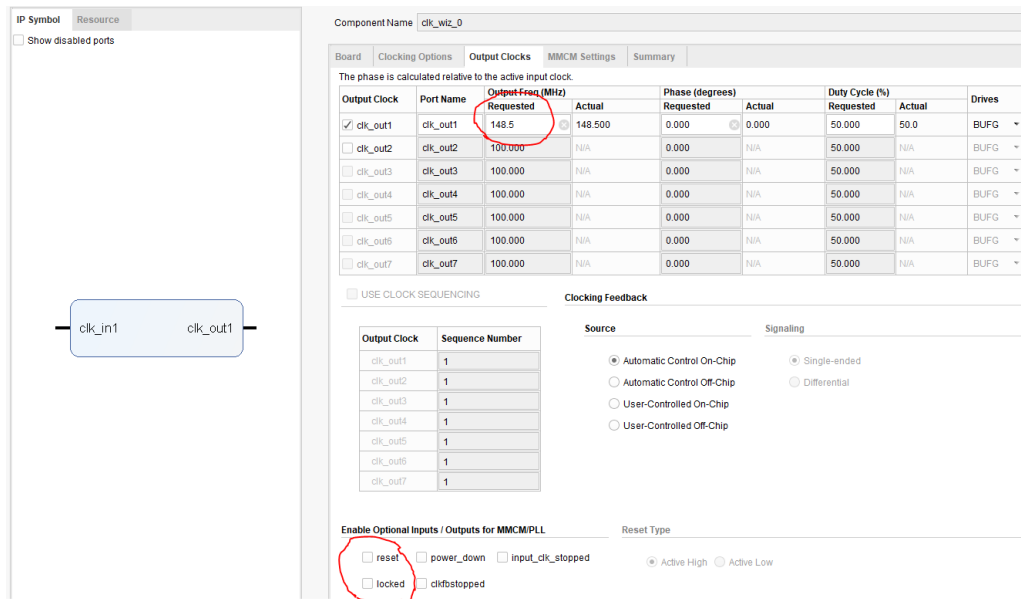 IP Symbol Resource
Show disabled ports
clk_in1 clk_out1
Component Name clk_wiz_0
Board Clocking Options Output Clocks MMCM Settings Summary
The phase is calculated relative to the active input clock.
Output Clock Port Name Output Freq (MHz) Phase (degrees) Duty Cycle (%) Drives
Requested Actual Requested Actual Requested Actual
clk_out1 clk_out1 148.5 148.500 0.000 0.000 50.000 50.0 BUFG
clk_out2 clk_out2 100.000 N/A 0.000 N/A 50.000 N/A BUFG
clk_out3 clk_out3 100.000 N/A 0.000 N/A 50.000 N/A BUFG
clk_out4 clk_out4 100.000 N/A 0.000 N/A 50.000 N/A BUFG
clk_out5 clk_out5 100.000 N/A 0.000 N/A 50.000 N/A BUFG
clk_out6 clk_out6 100.000 N/A 0.000 N/A 50.000 N/A BUFG
clk_out7 clk_out7 100.000 N/A 0.000 N/A 50.000 N/A BUFG
USE CLOCK SEQUENCING
Output Clock Sequence Number
clk_out1 1
clk_out2 1
clk_out3 1
clk_out4 1
clk_out5 1
clk_out6 1
clk_out7 1
Clocking Feedback
Source Signaling
Automatic Control On-Chip Single-ended
Automatic Control Off-Chip Differential
User-Controlled On-Chip
User-Controlled Off-Chip
Enable Optional Inputs / Outputs for MMCM/PLL Reset Type
reset power_down input_clk_stopped Active High Active Low
locked clkfbstopped